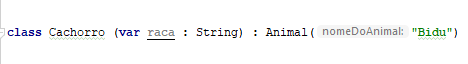 class Cachorro (var raca : String) : Animal( nomeDoAnimal: "Bidu")